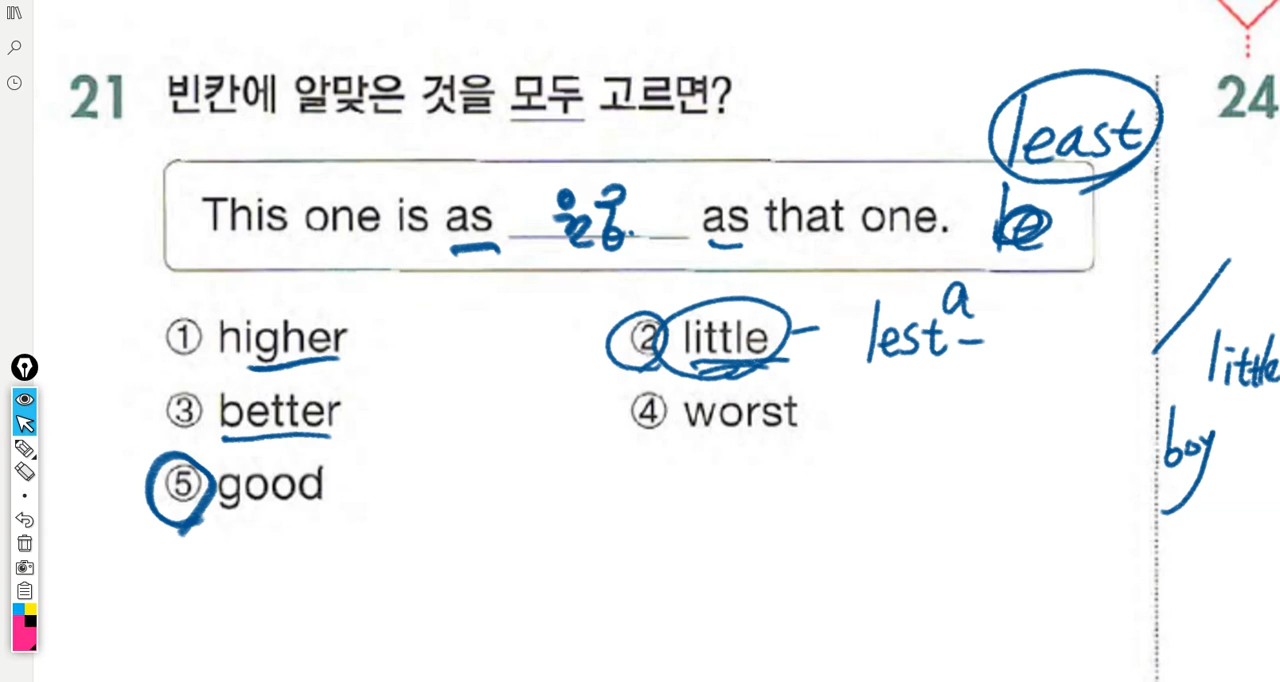 21 빈칸에 알맞은 것을 모두 고르면?
least
This one is as 원급. as that one.
① higher
② little - lest a
③ better
④ worst
⑤ good
24
little
boy